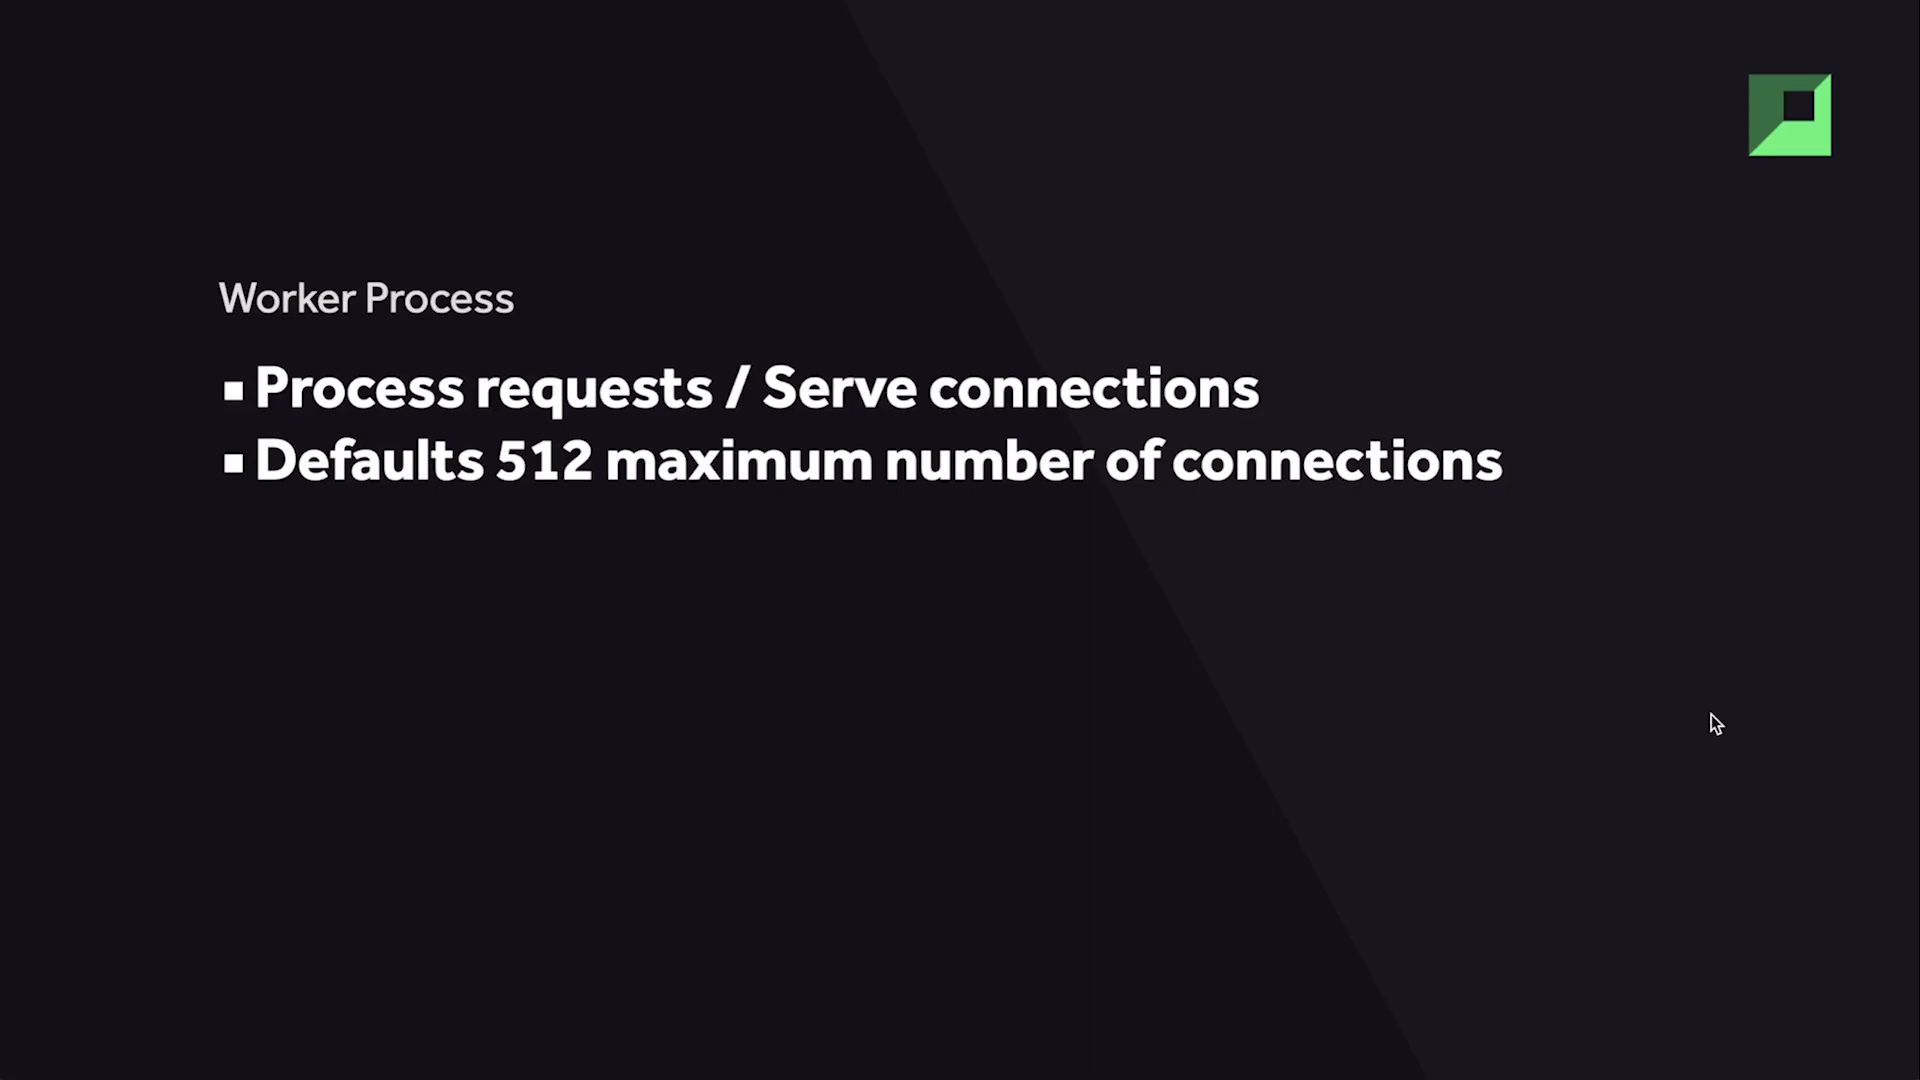 Worker Process
▪ Process requests / Serve connections
▪ Defaults 512 maximum number of connections